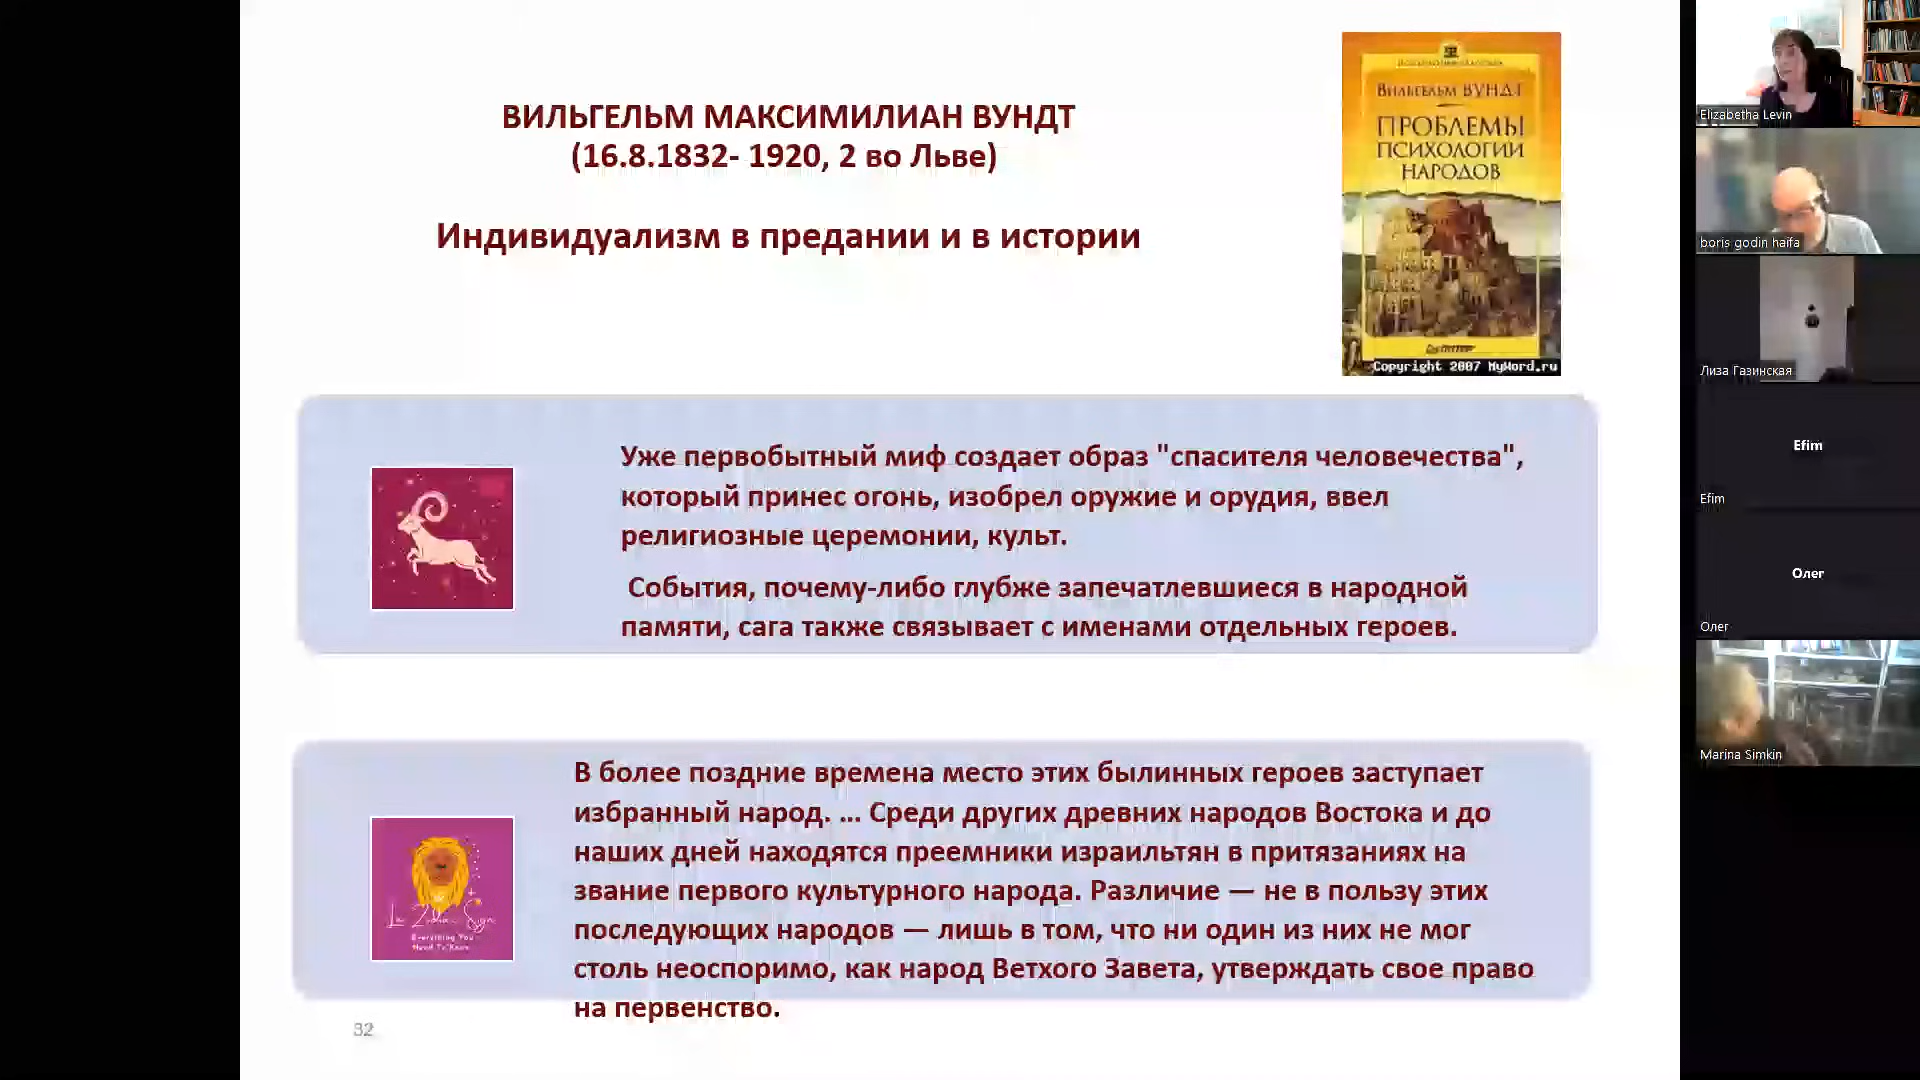 ВИЛЬГЕЛЬМ МАКСИМИЛИАН ВУНДТ
(16.8.1832- 1920, 2 во Льве)
Индивидуализм в предании и в истории
Вильгельм ВУНДТ
ПРОБЛЕМЫ
ПСИХОЛОГИИ
НАРОДОВ
Copyright 2007 MyWord.ru
Уже первобытный миф создает образ "спасителя человечества",
который принес огонь, изобрел оружие и орудия, ввел
религиозные церемонии, культ.
События, почему-либо глубже запечатлевшиеся в народной
памяти, сага также связывает с именами отдельных героев.
В более поздние времена место этих былинных героев заступает
избранный народ. ... Среди других древних народов Востока и до
наших дней находятся преемники израильтян в притязаниях на
звание первого культурного народа. Различие — не в пользу этих
последующих народов — лишь в том, что ни один из них не мог
столь неоспоримо, как народ Ветхого Завета, утверждать свое право
на первенство.
Everything You
Need To Know
32
Elizabetha Levin
boris godin haifa
Лиза Газинская
Efim
Efim
Олег
Олег
Marina Simkin